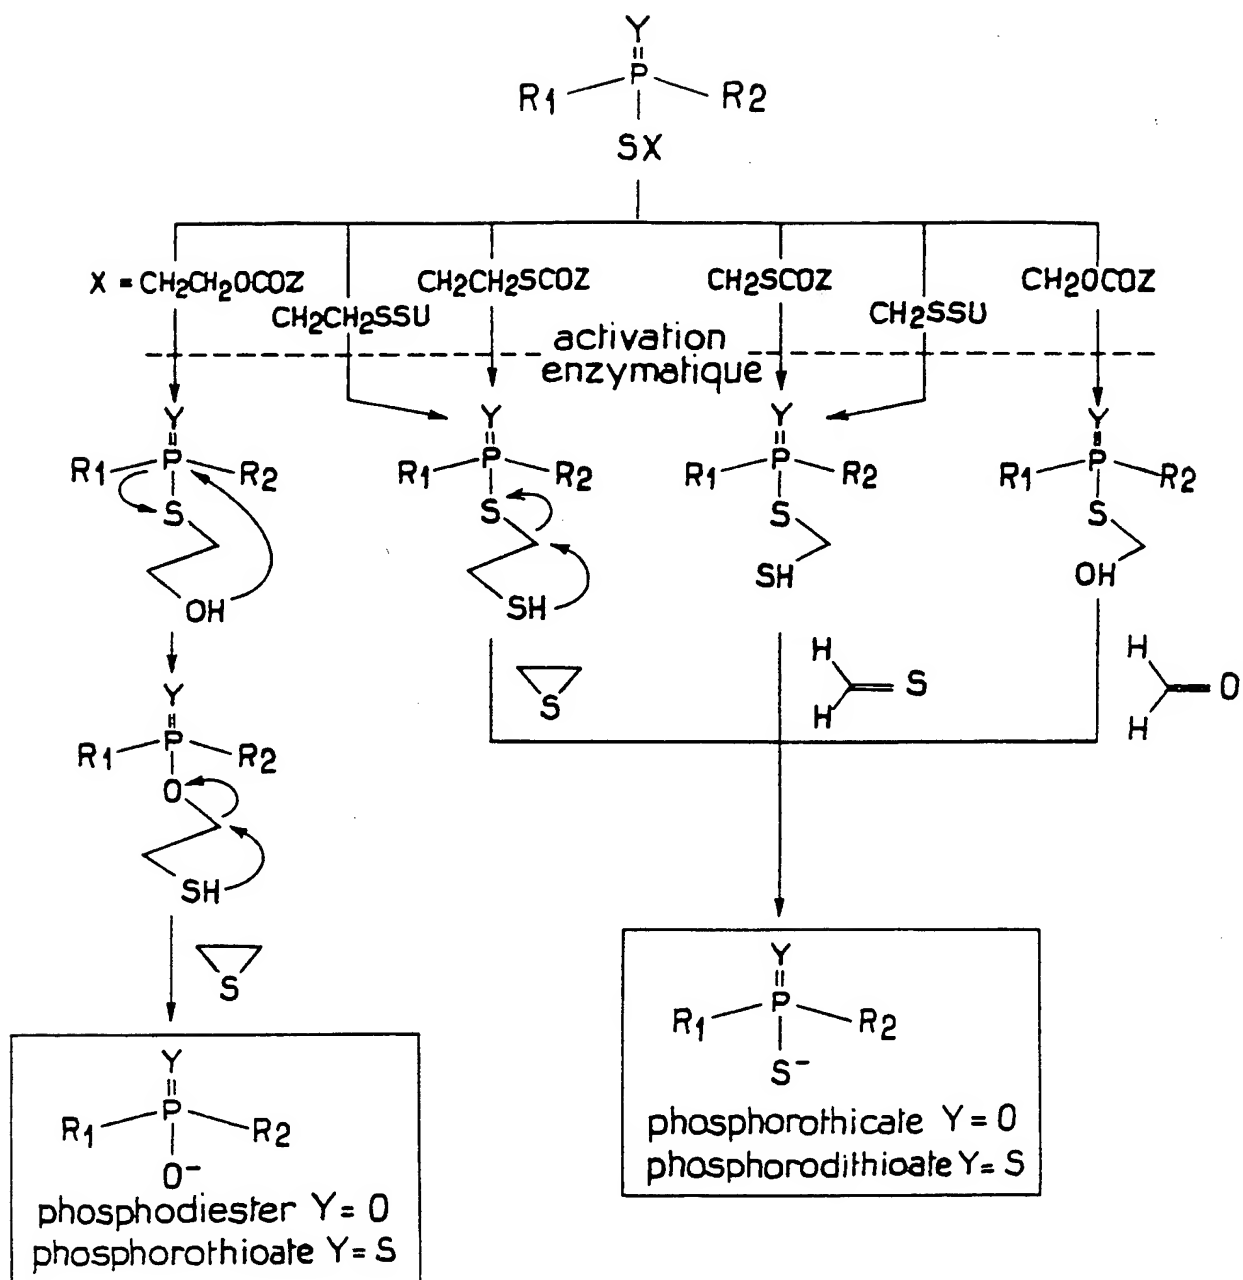 Y
P
R1 R2
SX
X = CH2CH2OCOZ CH2CH2SCOZ CH2SCOZ CH2OCOZ
CH2CH2SSU CH2SSU
activation
enzymatique
Y Y Y Y
P P P P
R1 R2 R1 R2 R1 R2 R1 R2
S S S S
OH SH SH OH
Y
P
R1 R2
O
SH
S
H
H
S
H
H
O
S
Y
P
R1 R2
O-
phosphodiester Y = O
phosphorothioate Y = S
Y
P
R1 R2
S-
phosphorothicate Y = O
phosphorodithioate Y = S